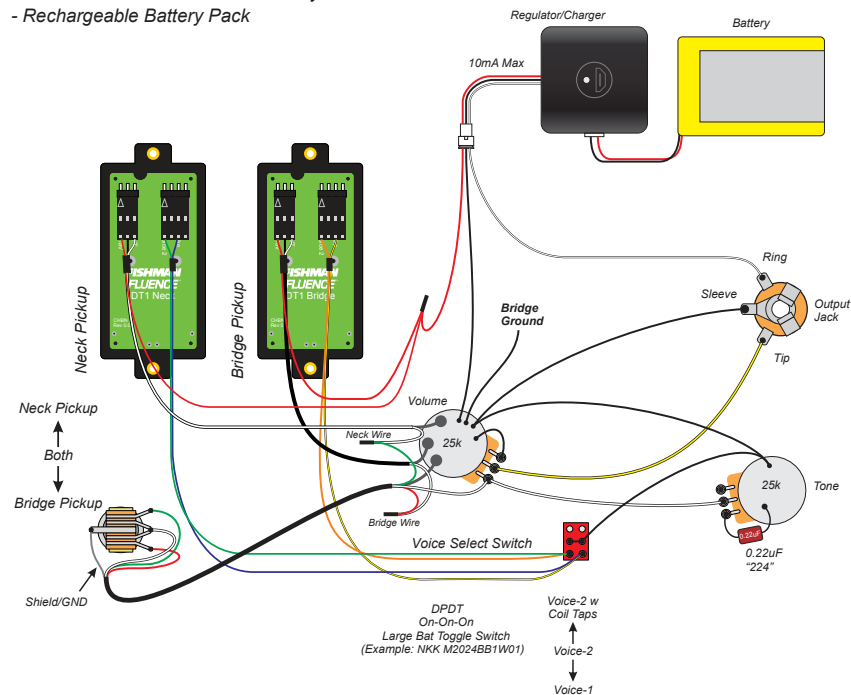 - Rechargeable Battery Pack
Regulator/Charger
Battery
10mA Max
FISHMAN
FLUENCE
DT1 Neck
FISHMAN
FLUENCE
DT1 Bridge
Neck Pickup
Bridge Pickup
Ring
Sleeve
Output
Jack
Tip
Bridge
Ground
Volume
25k
Neck Wire
Bridge Wire
Neck Pickup
Both
Bridge Pickup
Shield/GND
Voice Select Switch
25k
Tone
0.22uF
0.22uF
"224"
DPDT
On-On-On
Large Bat Toggle Switch
(Example: NKK M2024BB1W01)
Voice-2 w
Coil Taps
Voice-2
Voice-1